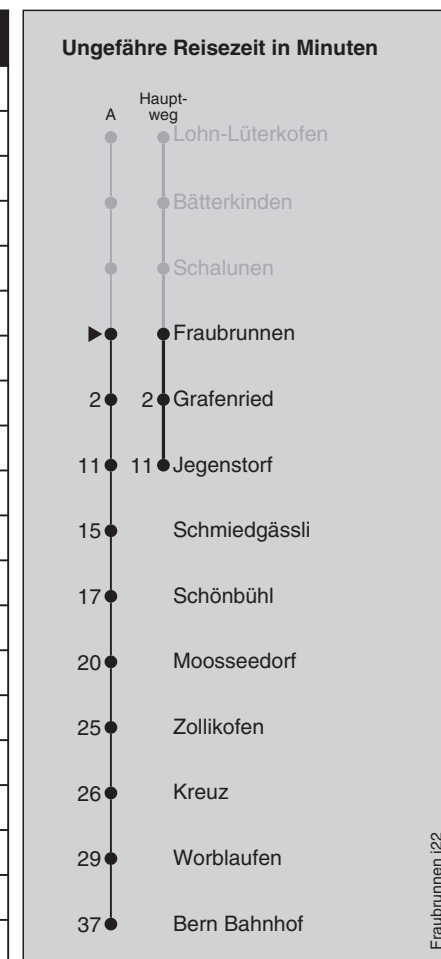 Ungefähre Reisezeit in Minuten
Haupt-
A weg
Lohn-Lüterkofen
Bätterkinden
Schalunen
Fraubrunnen
2 2 Grafenried
11 11 Jegenstorf
15 Schmiedgässli
17 Schönbühl
20 Moosseedorf
25 Zollikofen
26 Kreuz
29 Worblaufen
37 Bern Bahnhof
Fraubrunnen j22